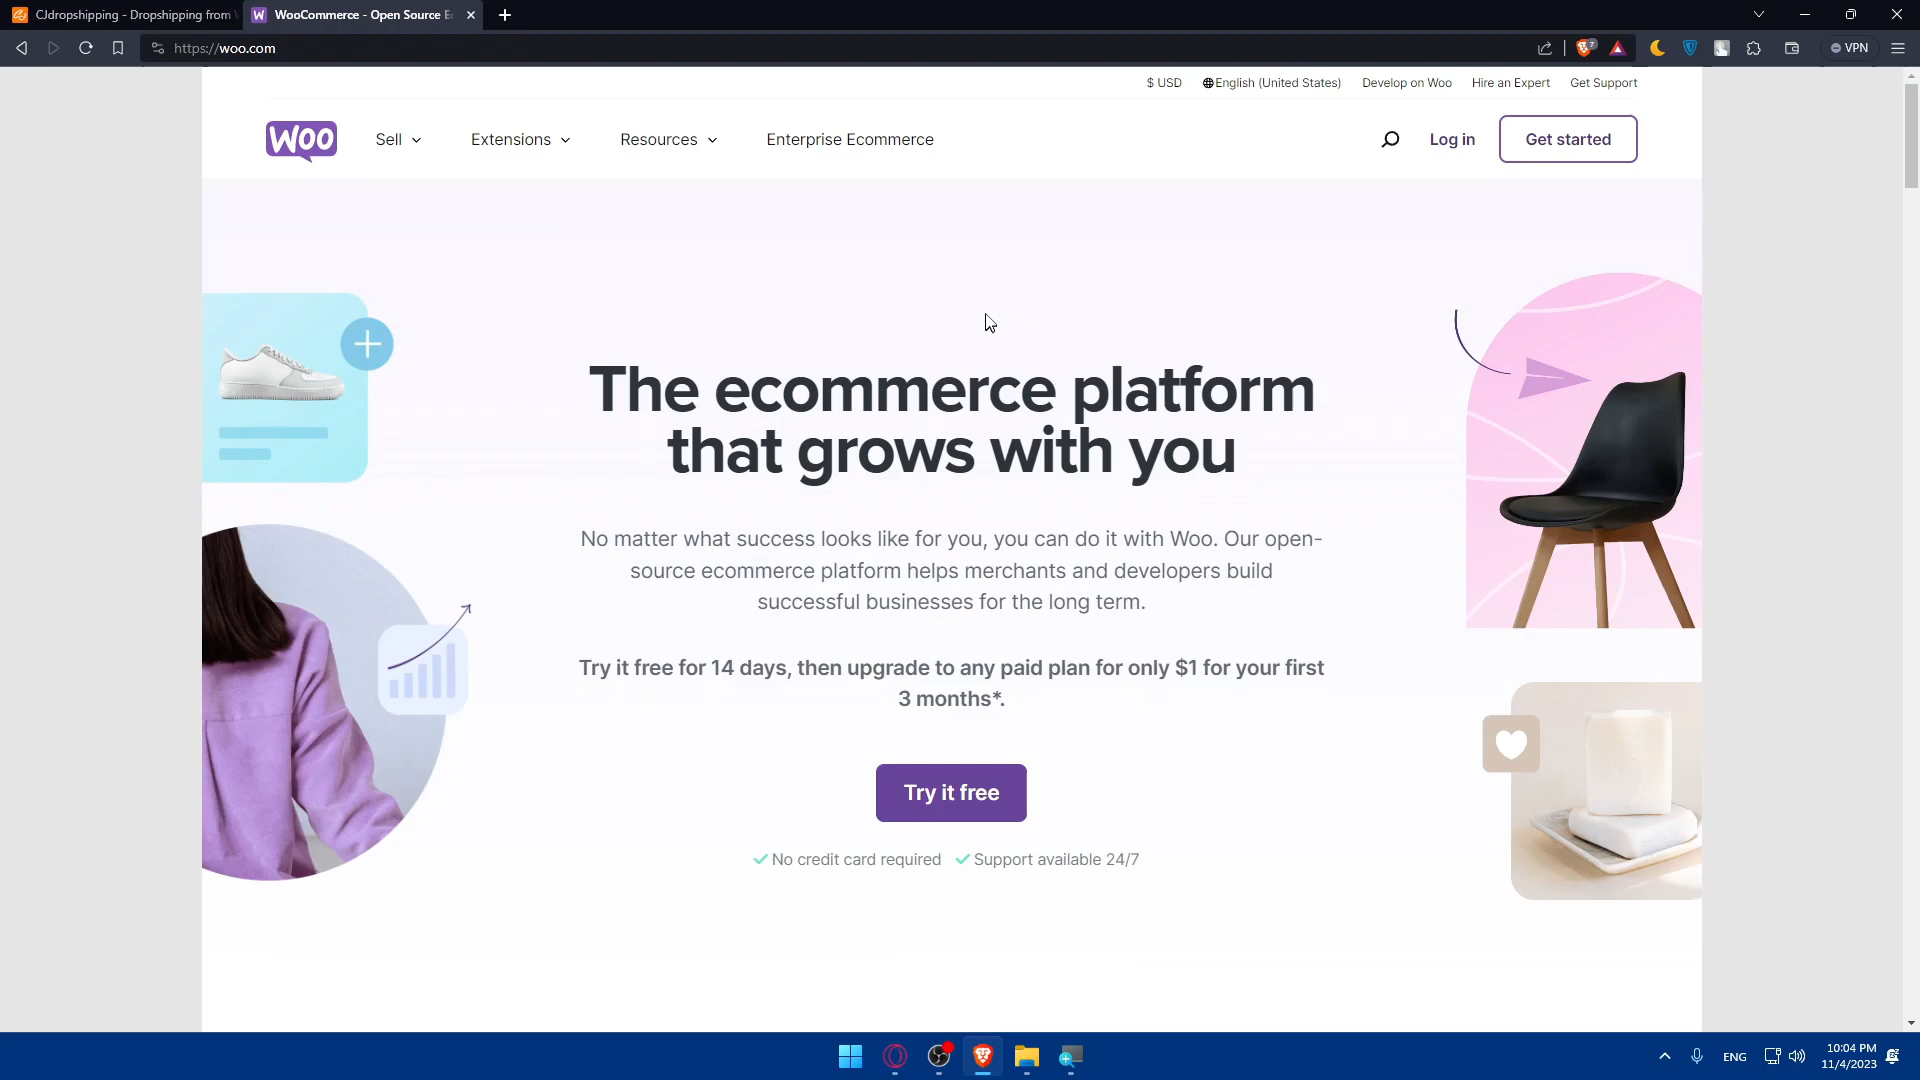 CJdropshipping - Dropshipping from
WooCommerce - Open Source E
https://woo.com
7
VPN
$ USD
English (United States)
Develop on Woo
Hire an Expert
Get Support
WOO
Sell
Extensions
Resources
Enterprise Ecommerce
Log in
Get started
The ecommerce platform
that grows with you
No matter what success looks like for you, you can do it with Woo. Our open-
source ecommerce platform helps merchants and developers build
successful businesses for the long term.
Try it free for 14 days, then upgrade to any paid plan for only $1 for your first
3 months*.
Try it free
No credit card required
Support available 24/7
ENG
10:04 PM
11/4/2023